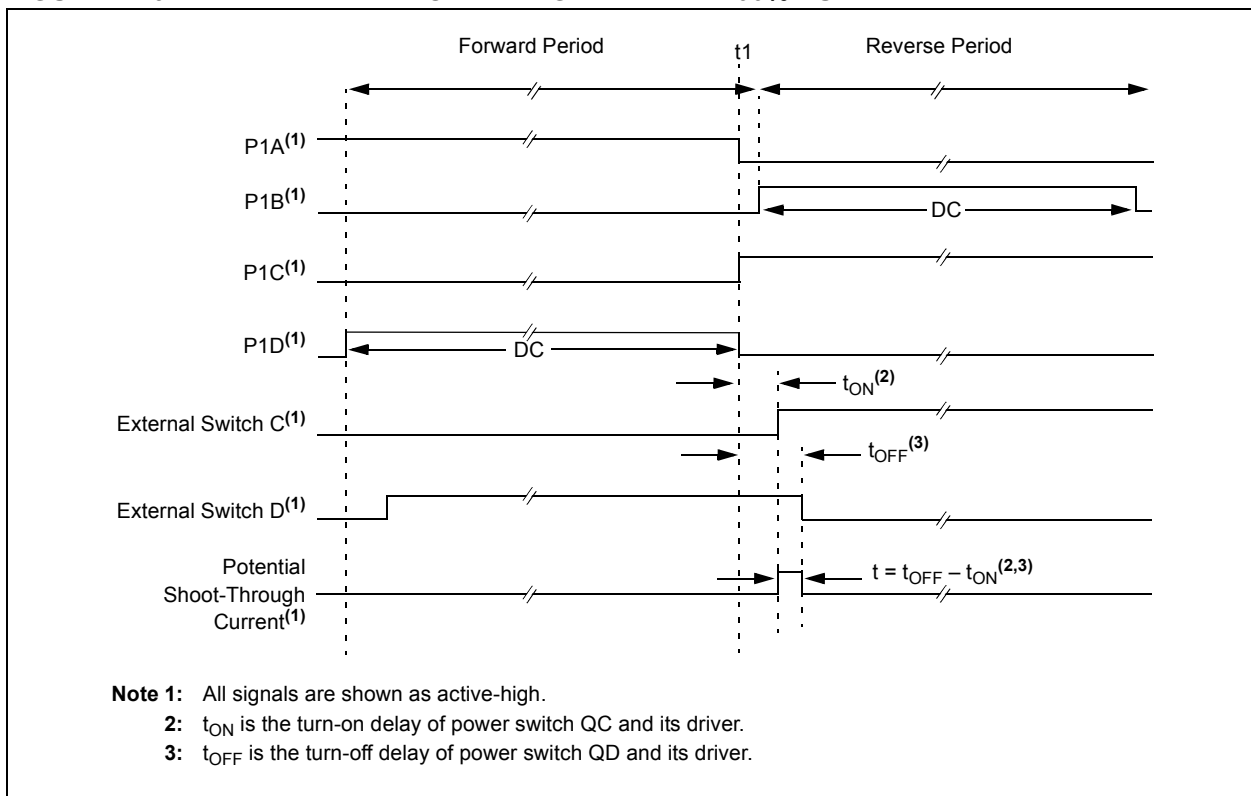 Forward Period
t1
Reverse Period
P1A(1)
P1B(1)
DC
P1C(1)
P1D(1)
DC
tON(2)
External Switch C(1)
tOFF(3)
External Switch D(1)
Potential
Shoot-Through
Current(1)
t = tOFF – tON(2,3)
Note 1: All signals are shown as active-high.
2: tON is the turn-on delay of power switch QC and its driver.
3: tOFF is the turn-off delay of power switch QD and its driver.